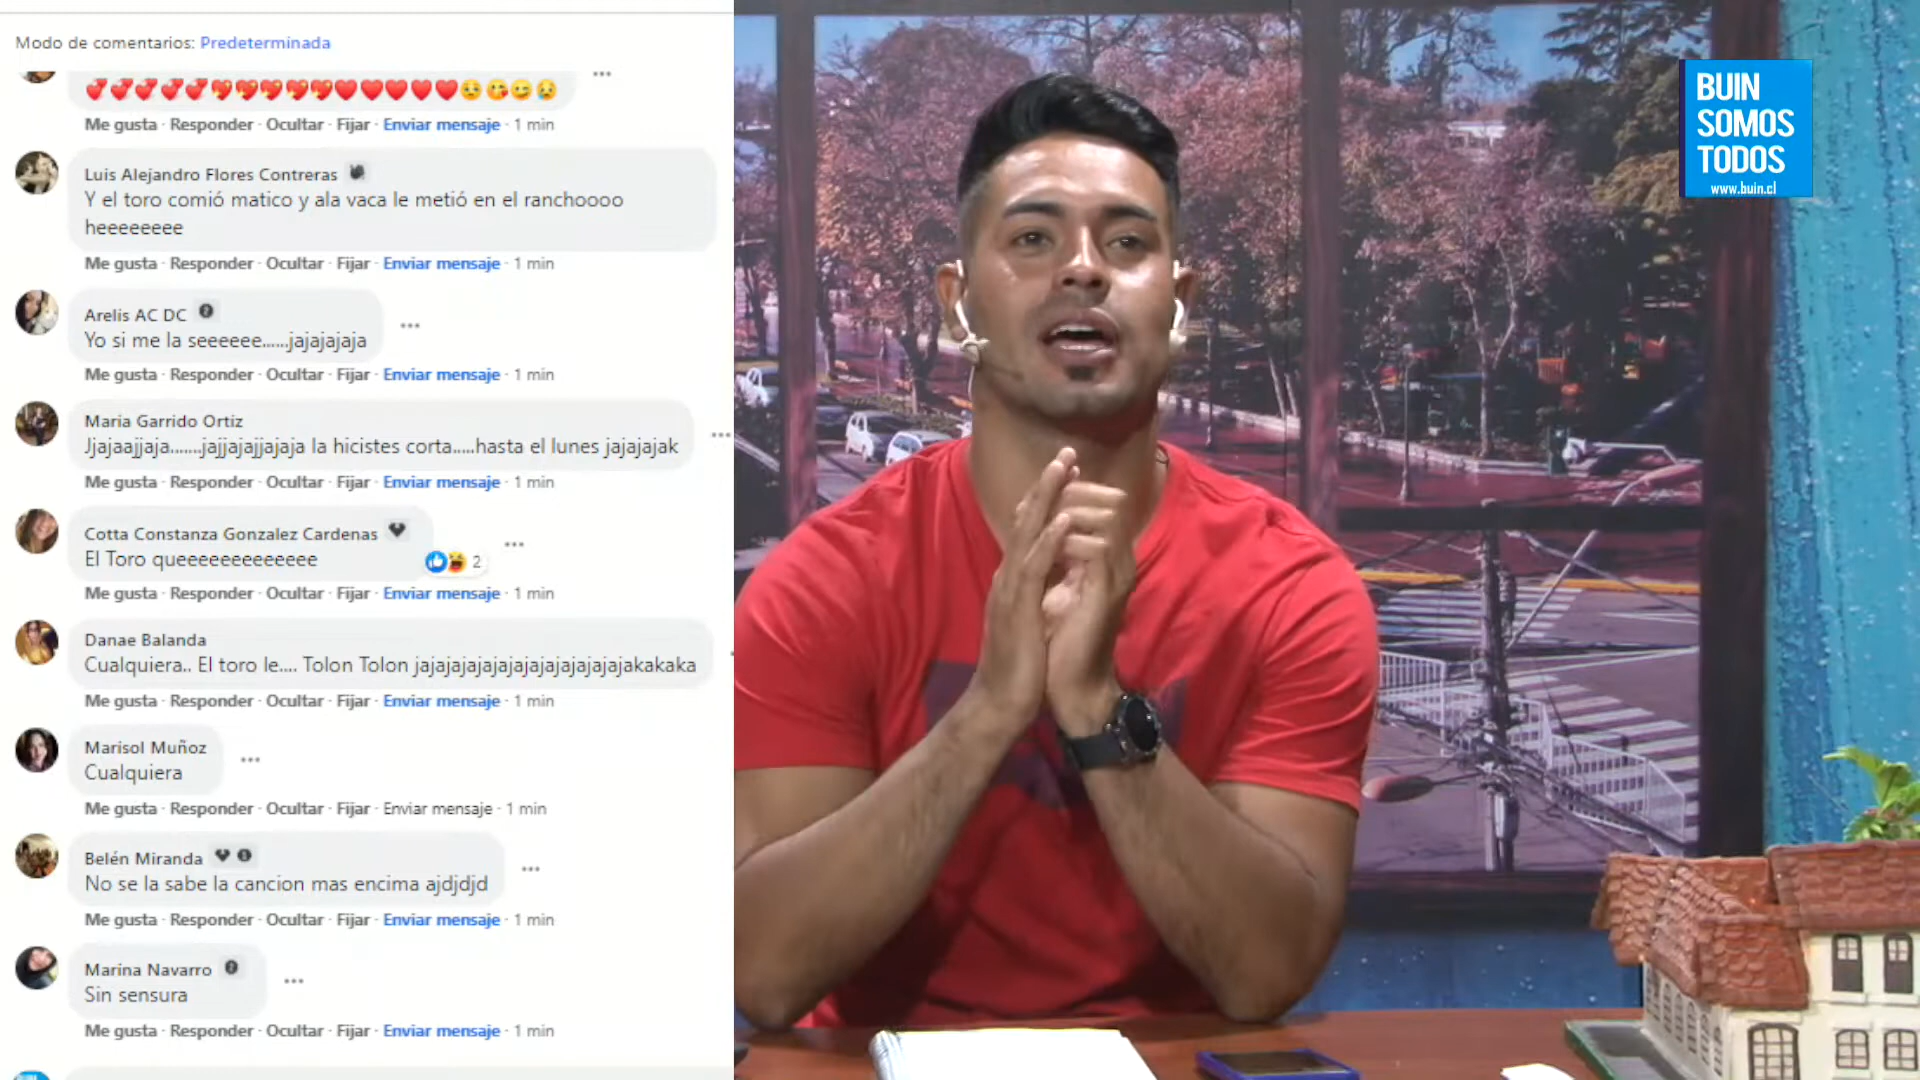 Modo de comentarios: Predeterminada
💞💞💞💞💞💖💖💖💖💖❤❤❤❤❤🥺😘🤤😢
Me gusta · Responder · Ocultar · Fijar · Enviar mensaje · 1 min
Luis Alejandro Flores Contreras
Y el toro comió matico y ala vaca le metió en el ranchoooo
heeeeeeee
Me gusta · Responder · Ocultar · Fijar · Enviar mensaje · 1 min
Arelis AC DC
Yo si me la seeeeee......jajajajaja
Me gusta · Responder · Ocultar · Fijar · Enviar mensaje · 1 min
Maria Garrido Ortiz
Jjajaajjaja.......jajjajajjajaja la hicistes corta.....hasta el lunes jajajajak
Me gusta · Responder · Ocultar · Fijar · Enviar mensaje · 1 min
Cotta Constanza Gonzalez Cardenas
El Toro queeeeeeeeeeeee
2
Me gusta · Responder · Ocultar · Fijar · Enviar mensaje · 1 min
Danae Balanda
Cualquiera.. El toro le.... Tolon Tolon jajajajajajajajajajajajajakakaka
Me gusta · Responder · Ocultar · Fijar · Enviar mensaje · 1 min
Marisol Muñoz
Cualquiera
Me gusta · Responder · Ocultar · Fijar · Enviar mensaje · 1 min
Belén Miranda
No se la sabe la cancion mas encima ajdjdjd
Me gusta · Responder · Ocultar · Fijar · Enviar mensaje · 1 min
Marina Navarro
Sin sensura
Me gusta · Responder · Ocultar · Fijar · Enviar mensaje · 1 min
BUIN
SOMOS
TODOS
www.buin.cl